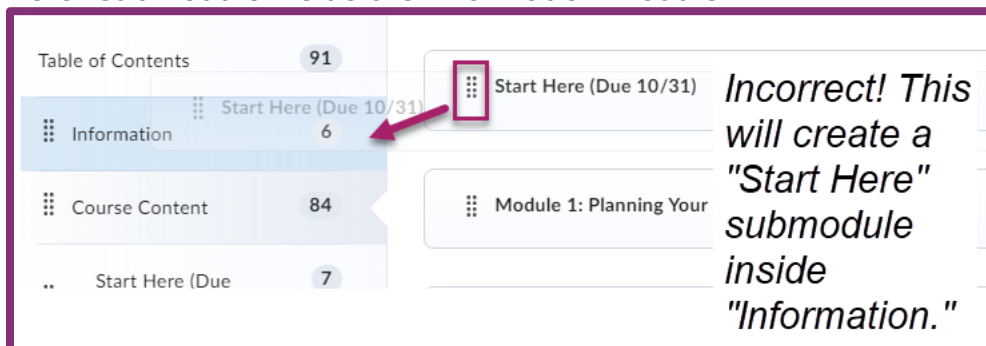 Table of Contents 91
Start Here (Due 10/31)
Start Here (Due 10/31)
Information 6
Course Content 84
Module 1: Planning Your
Start Here (Due 7
Incorrect! This
will create a
"Start Here"
submodule
inside
"Information."